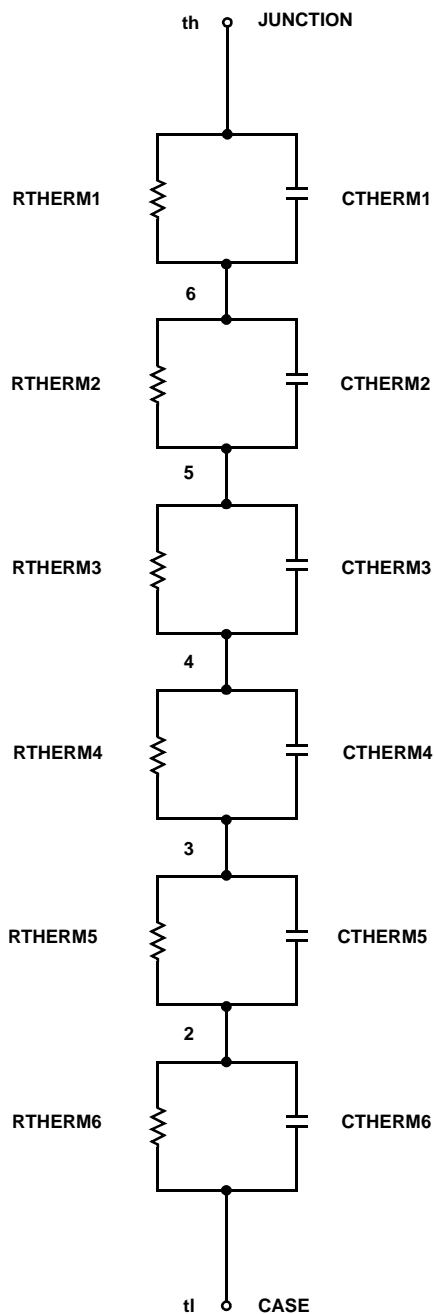 th JUNCTION
RTHERM1 CTHERM1
6
RTHERM2 CTHERM2
5
RTHERM3 CTHERM3
4
RTHERM4 CTHERM4
3
RTHERM5 CTHERM5
2
RTHERM6 CTHERM6
tl CASE